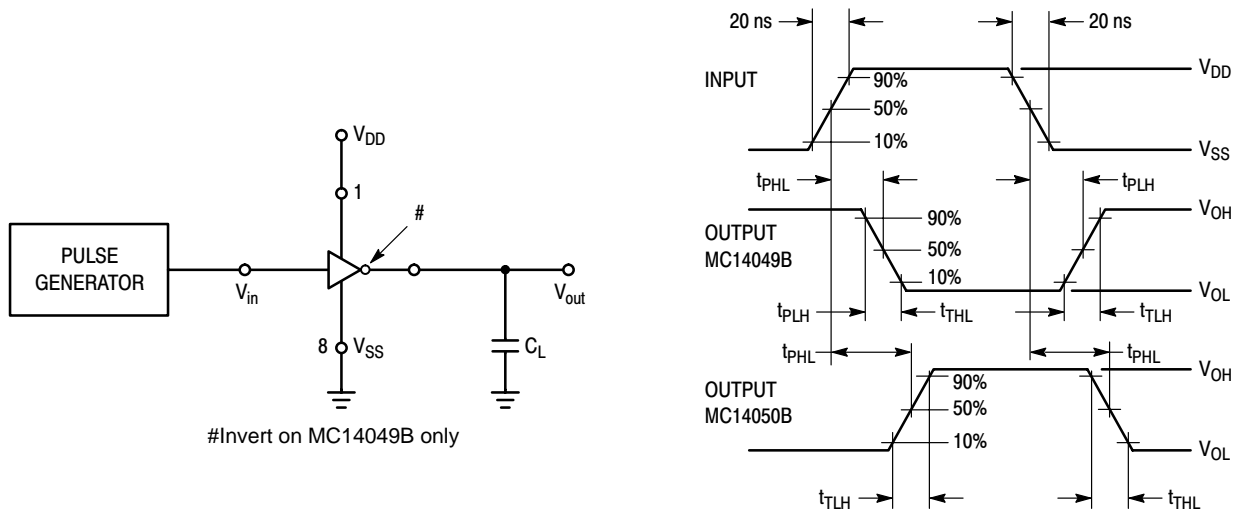 V_DD
1
#
PULSE
GENERATOR
V_in
V_out
8
V_SS
C_L
#Invert on MC14049B only
20 ns
20 ns
INPUT
V_DD
90%
50%
10%
V_SS
t_PHL
t_PLH
OUTPUT
MC14049B
V_OH
90%
50%
10%
V_OL
t_PLH
t_THL
t_TLH
t_PHL
t_PHL
OUTPUT
MC14050B
V_OH
90%
50%
10%
V_OL
t_TLH
t_THL